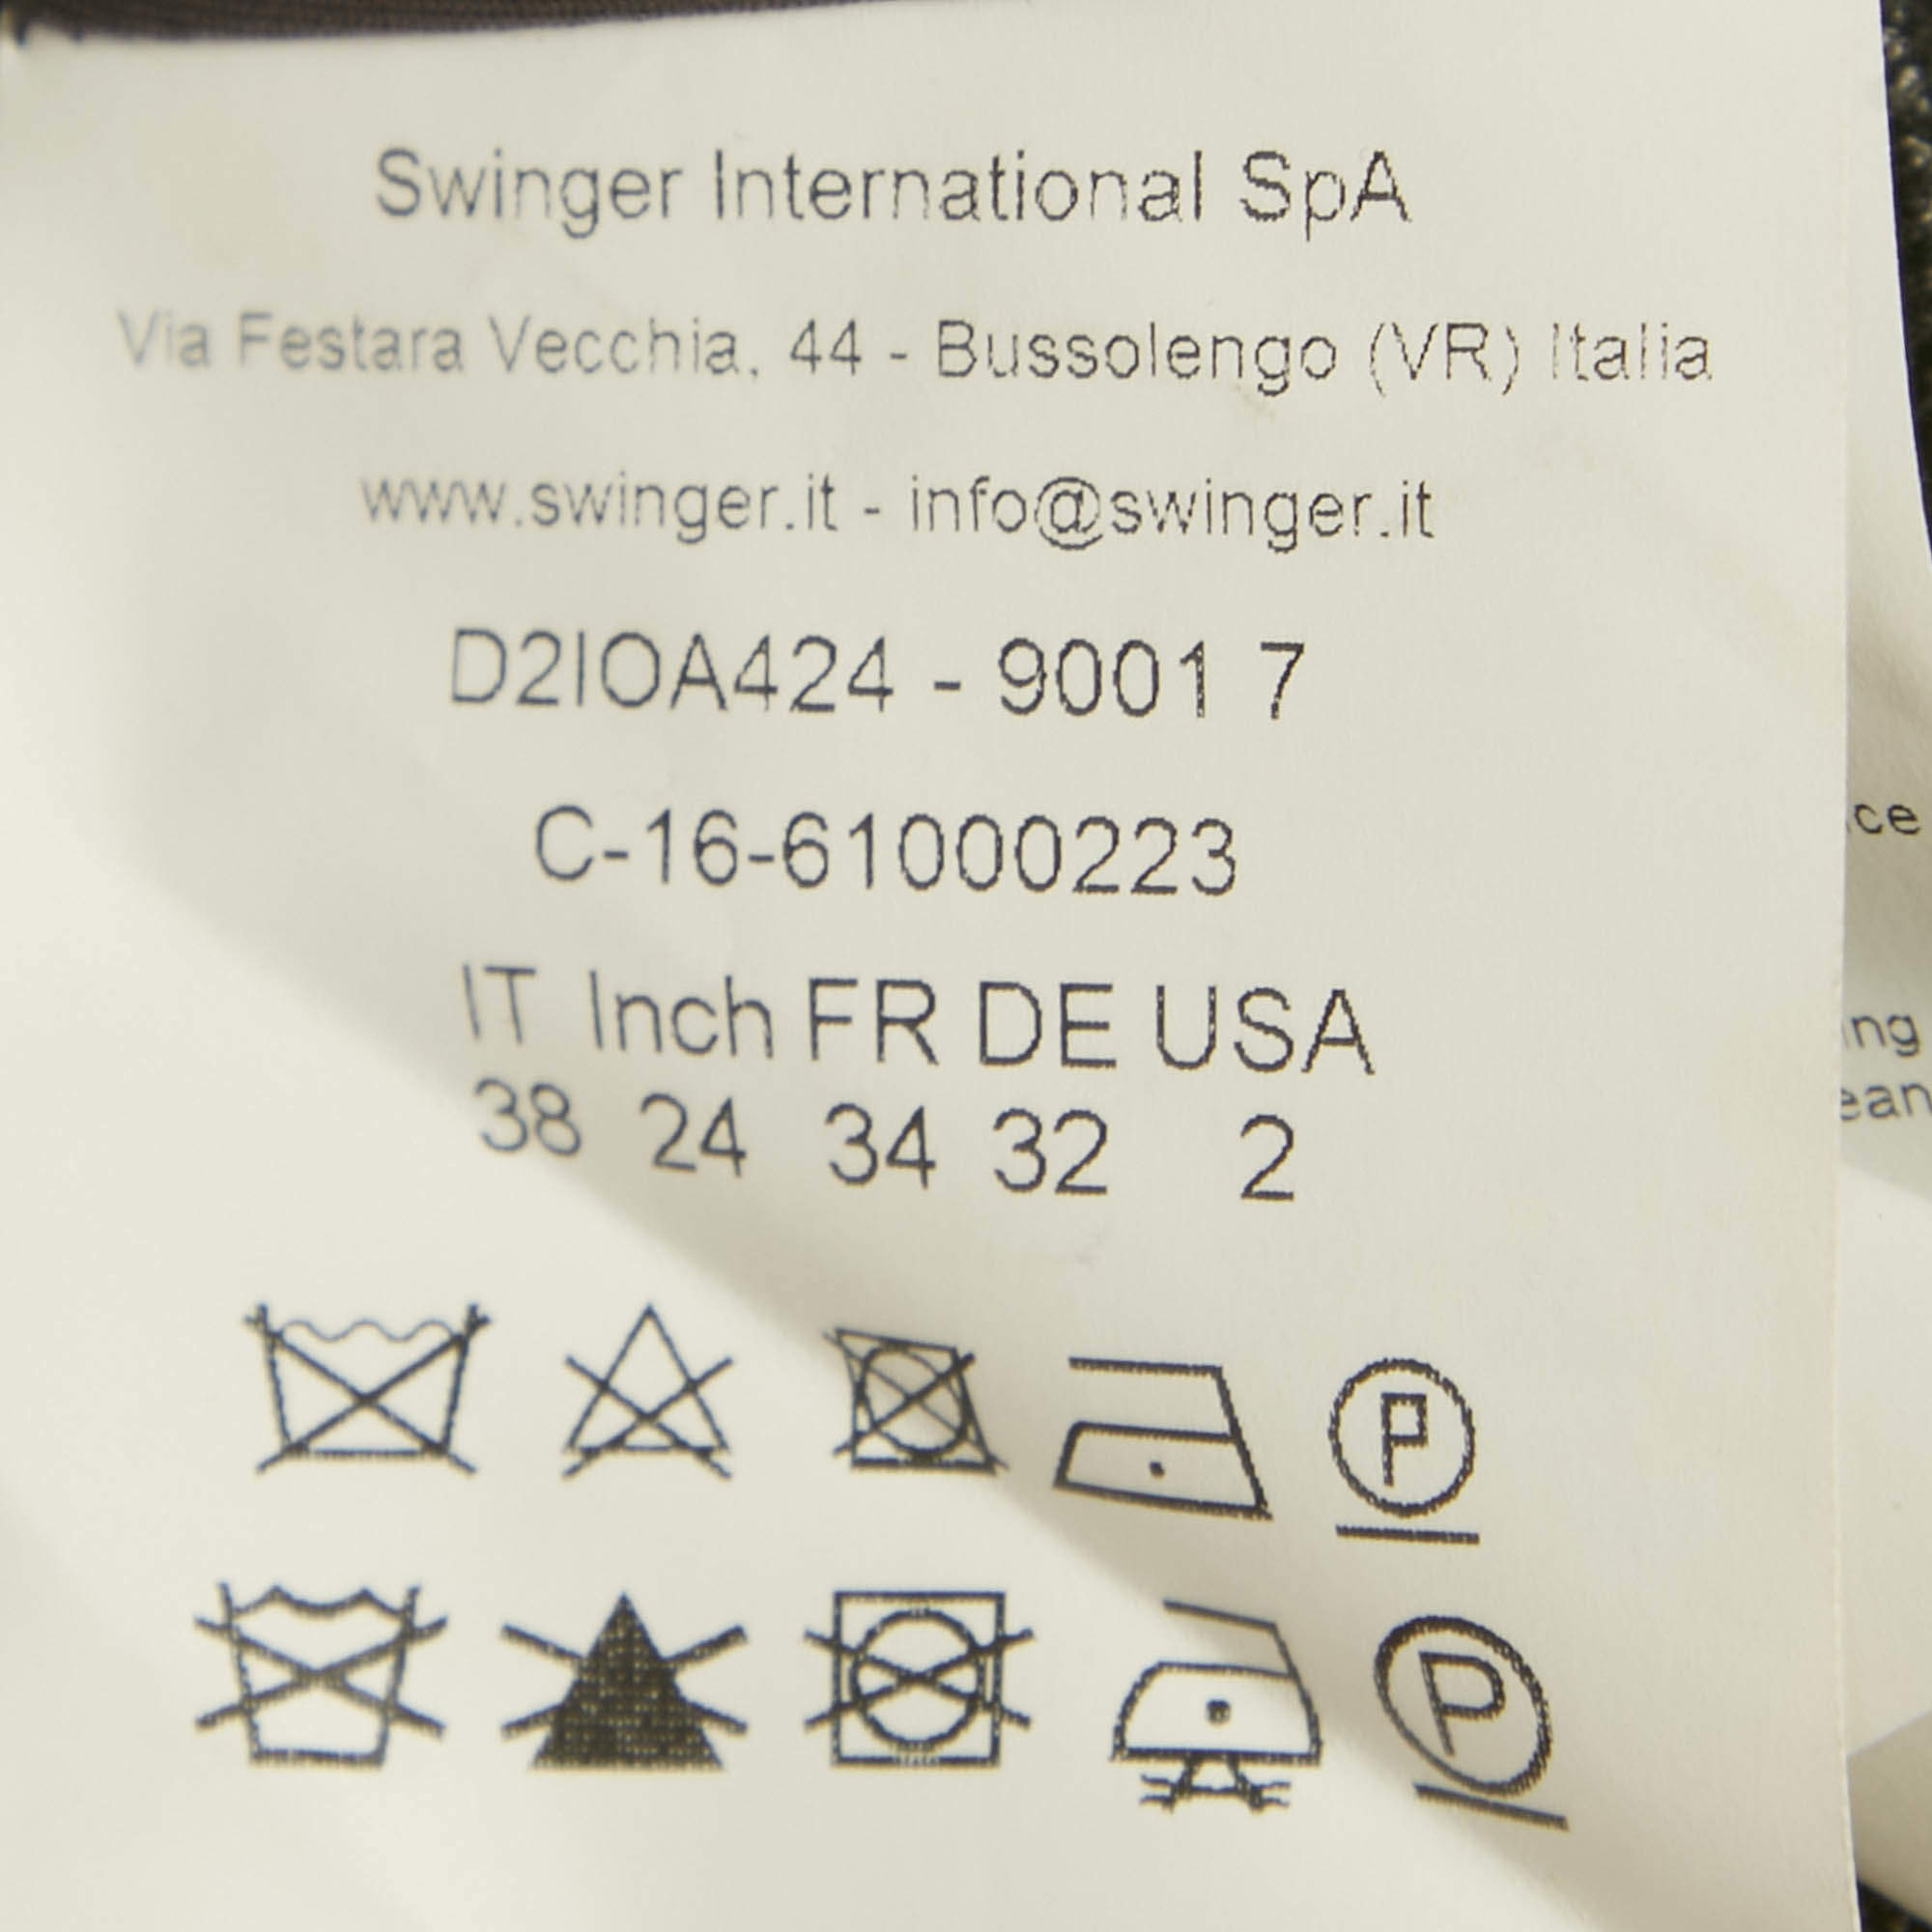 Swinger International SpA
Via Festara Vecchia, 44 - Bussolengo (VR) Italia
www.swinger.it - info@swinger.it
D2IOA424 - 9001 7
C-16-61000223
IT Inch FR DE USA
38 24 34 32 2
P
P